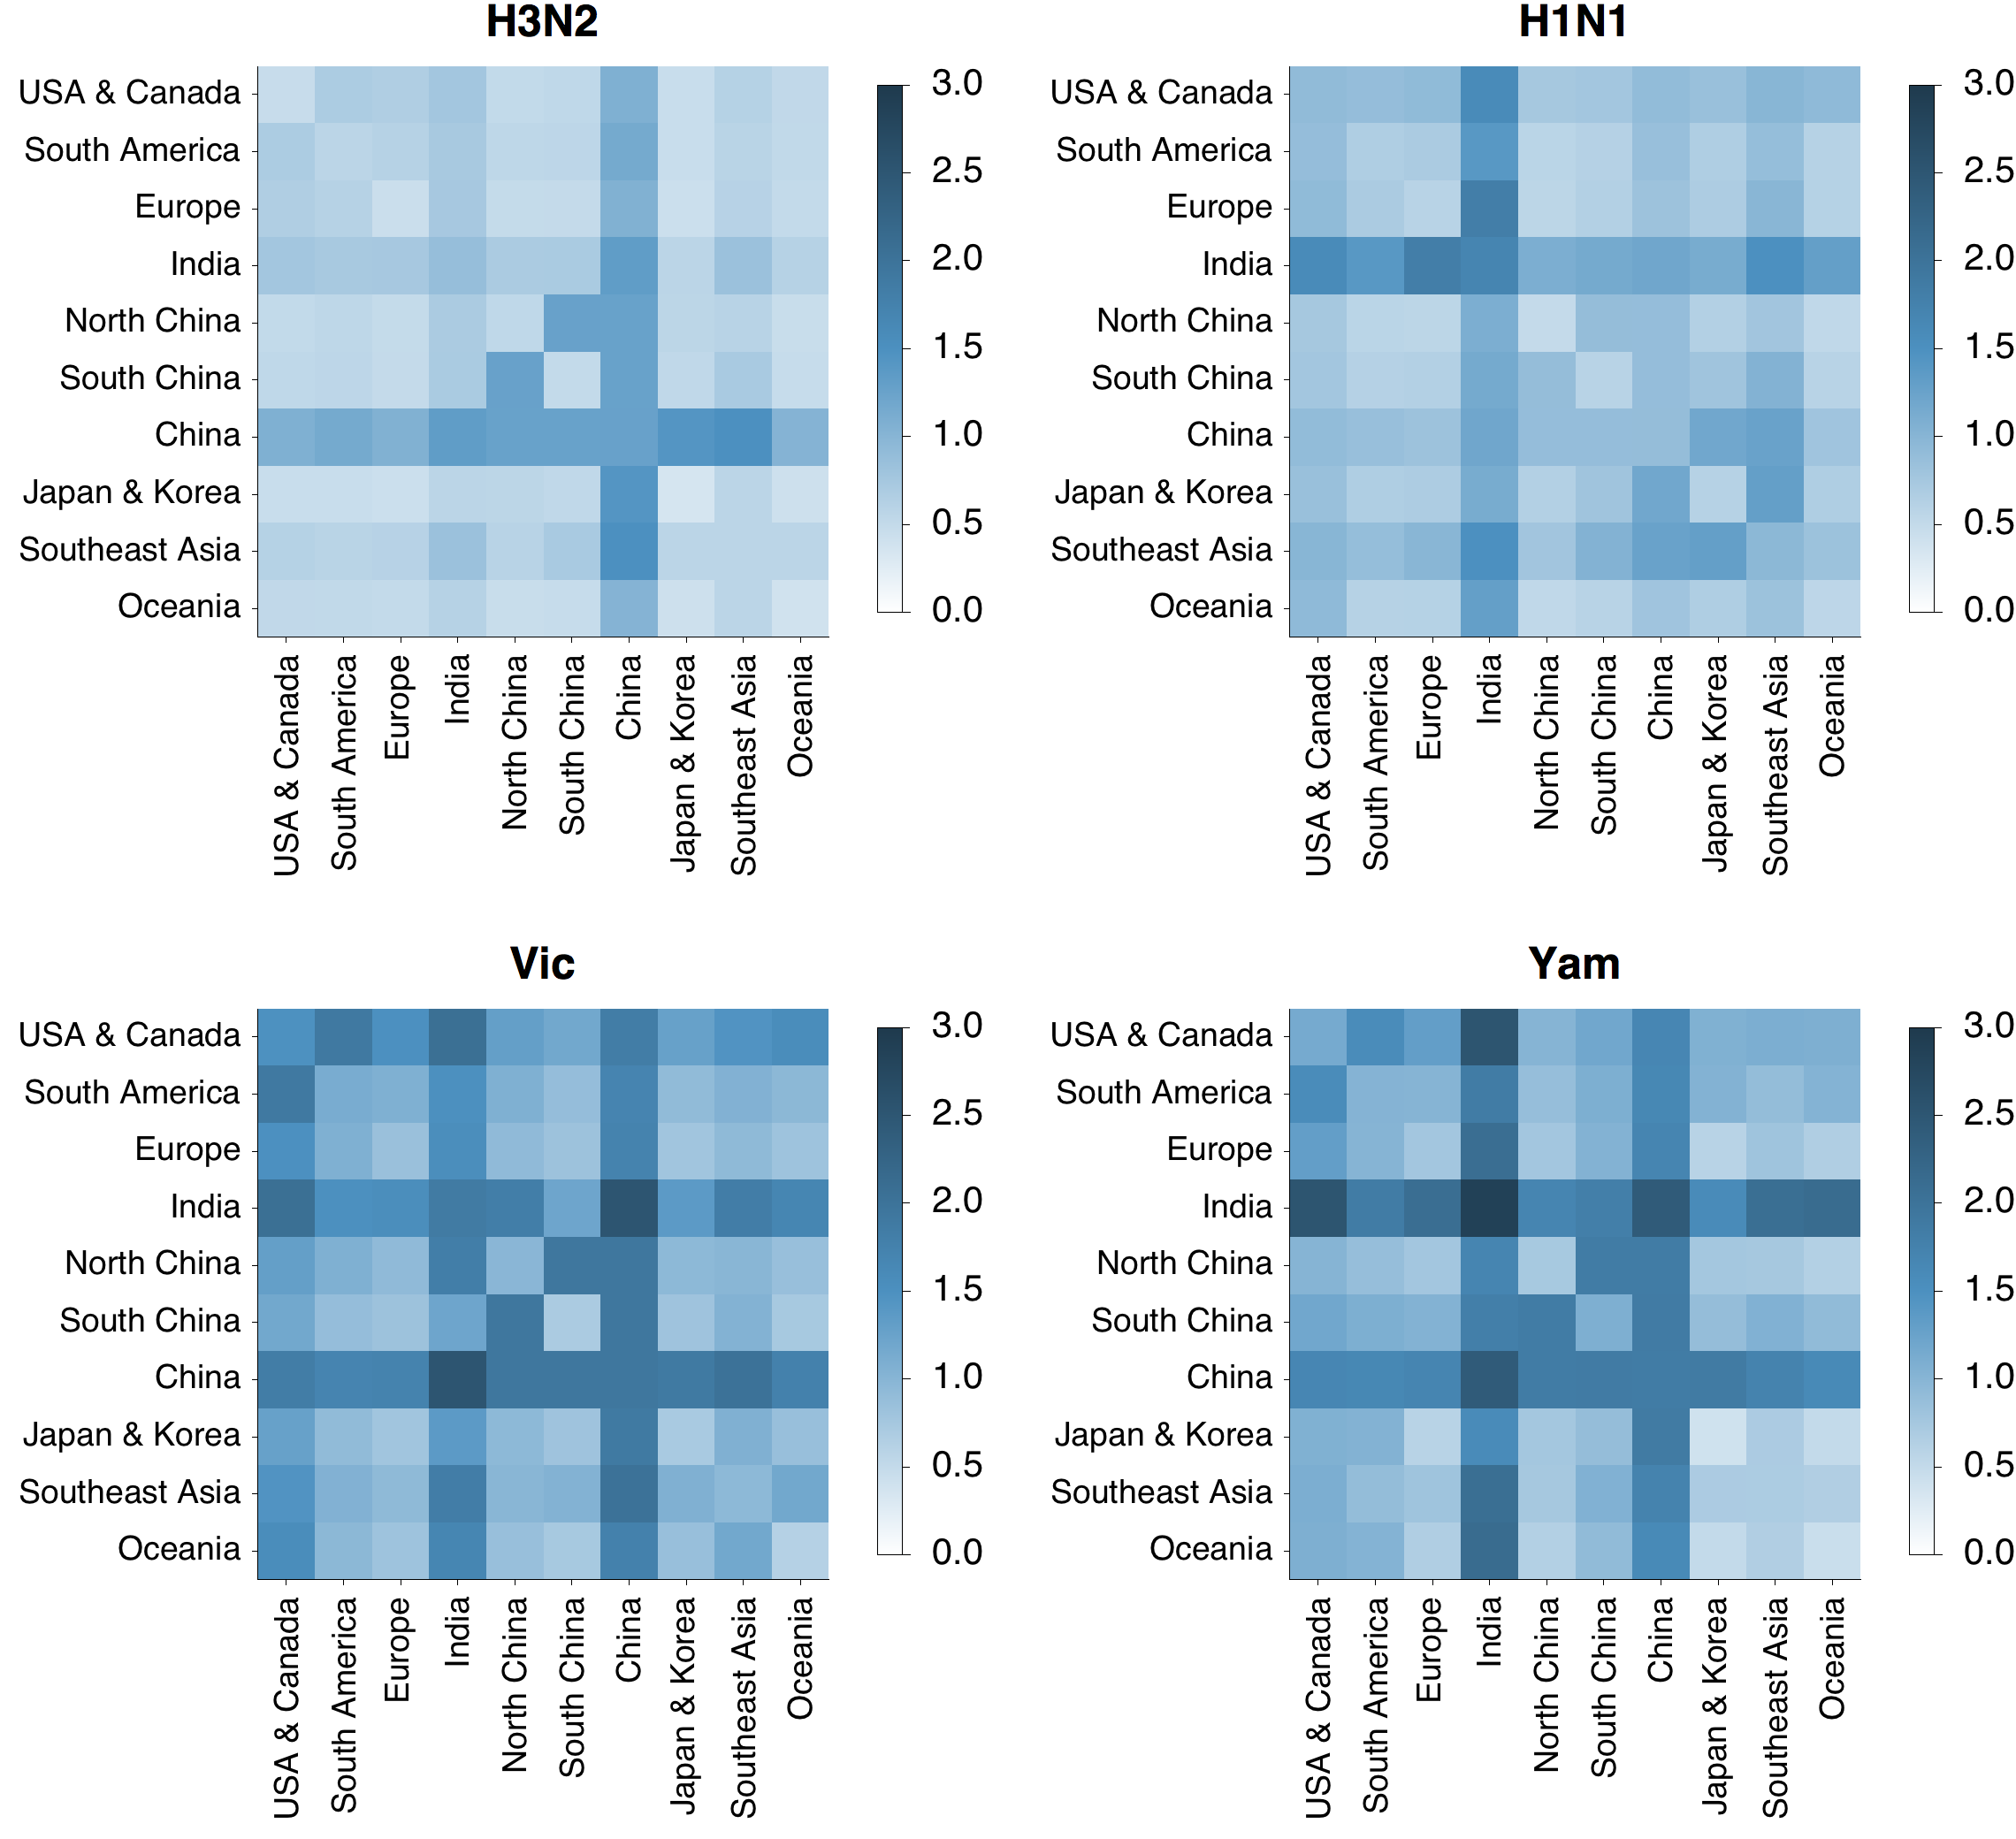 H3N2
USA & Canada
South America
Europe
India
North China
South China
China
Japan & Korea
Southeast Asia
Oceania
3.0
2.5
2.0
1.5
1.0
0.5
0.0
USA & Canada
South America
Europe
India
North China
South China
China
Japan & Korea
Southeast Asia
Oceania
H1N1
USA & Canada
South America
Europe
India
North China
South China
China
Japan & Korea
Southeast Asia
Oceania
3.0
2.5
2.0
1.5
1.0
0.5
0.0
USA & Canada
South America
Europe
India
North China
South China
China
Japan & Korea
Southeast Asia
Oceania
Vic
USA & Canada
South America
Europe
India
North China
South China
China
Japan & Korea
Southeast Asia
Oceania
3.0
2.5
2.0
1.5
1.0
0.5
0.0
USA & Canada
South America
Europe
India
North China
South China
China
Japan & Korea
Southeast Asia
Oceania
Yam
USA & Canada
South America
Europe
India
North China
South China
China
Japan & Korea
Southeast Asia
Oceania
3.0
2.5
2.0
1.5
1.0
0.5
0.0
USA & Canada
South America
Europe
India
North China
South China
China
Japan & Korea
Southeast Asia
Oceania